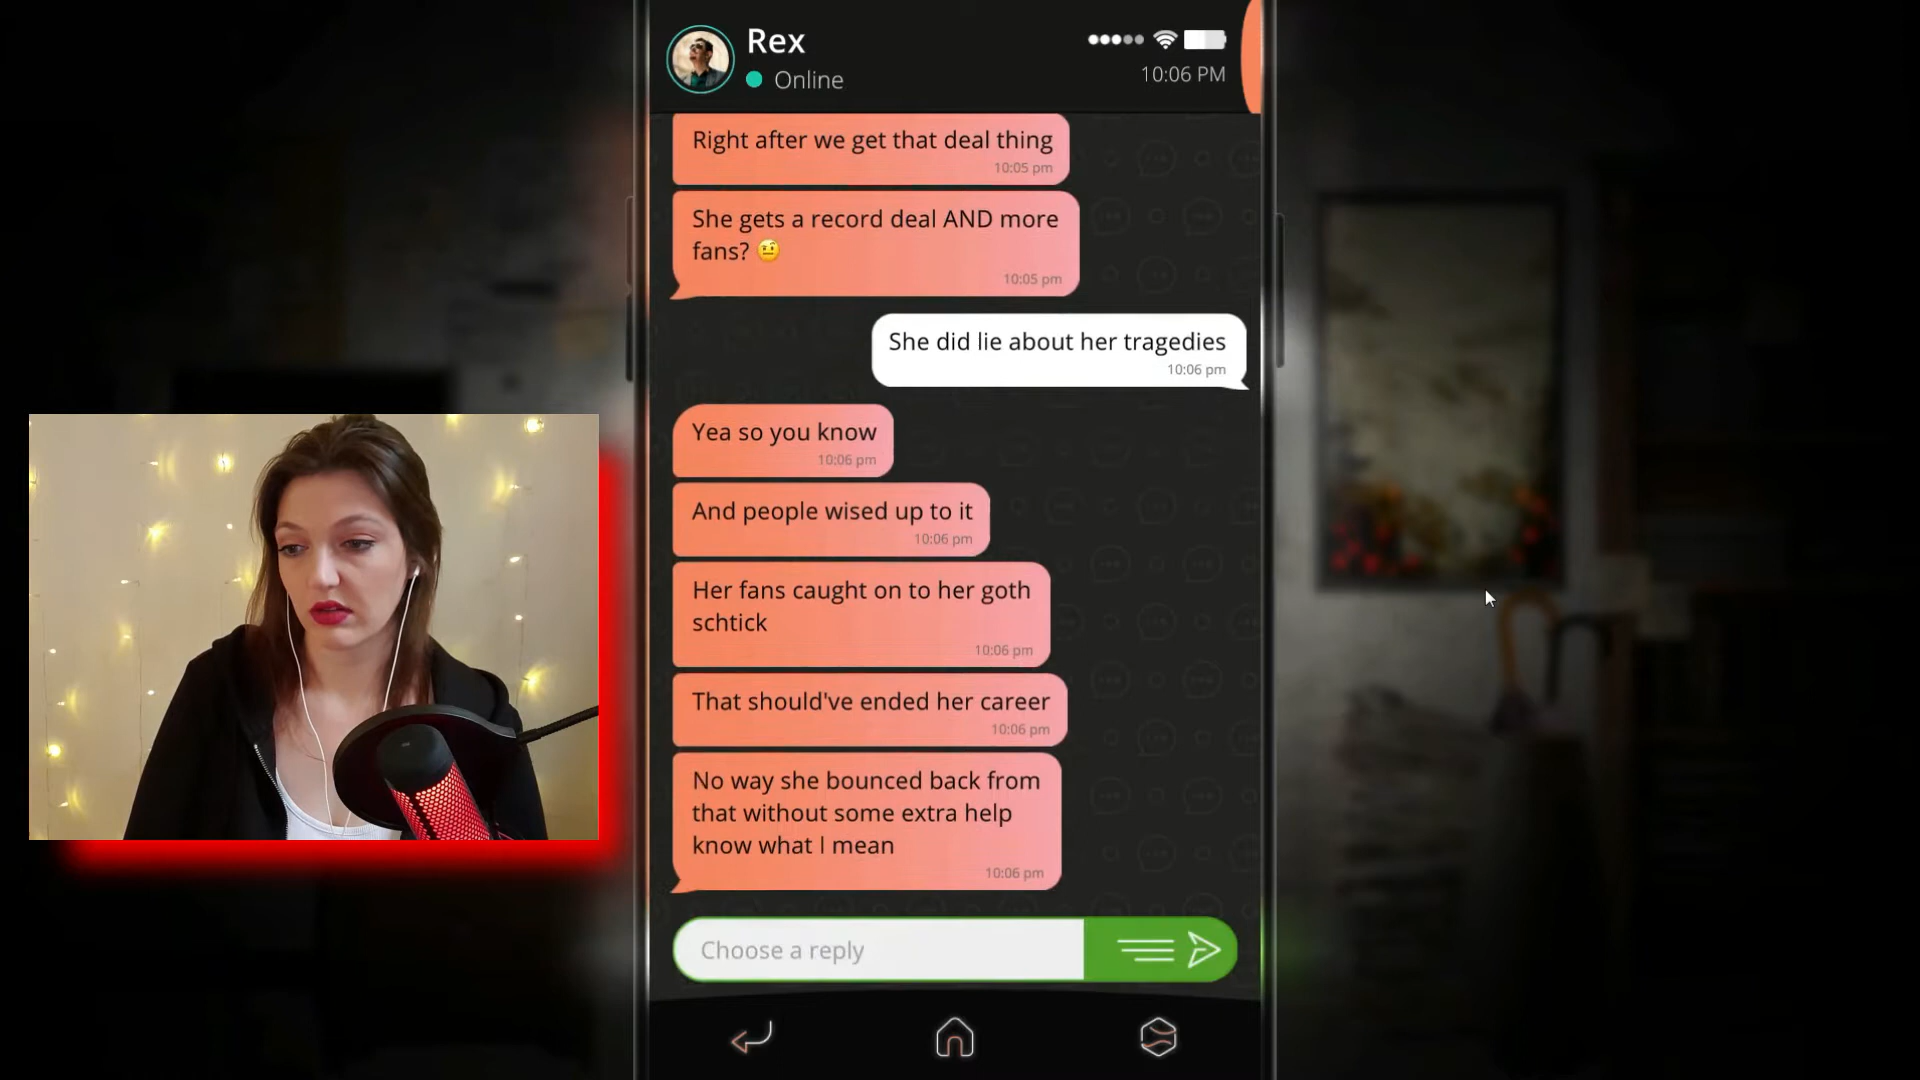 Rex
Online
10:06 PM
Right after we get that deal thing
10:05 pm
She gets a record deal AND more
fans? 🤨
10:05 pm
She did lie about her tragedies
10:06 pm
Yea so you know
10:06 pm
And people wised up to it
10:06 pm
Her fans caught on to her goth
schtick
10:06 pm
That should've ended her career
10:06 pm
No way she bounced back from
that without some extra help
know what I mean
10:06 pm
Choose a reply